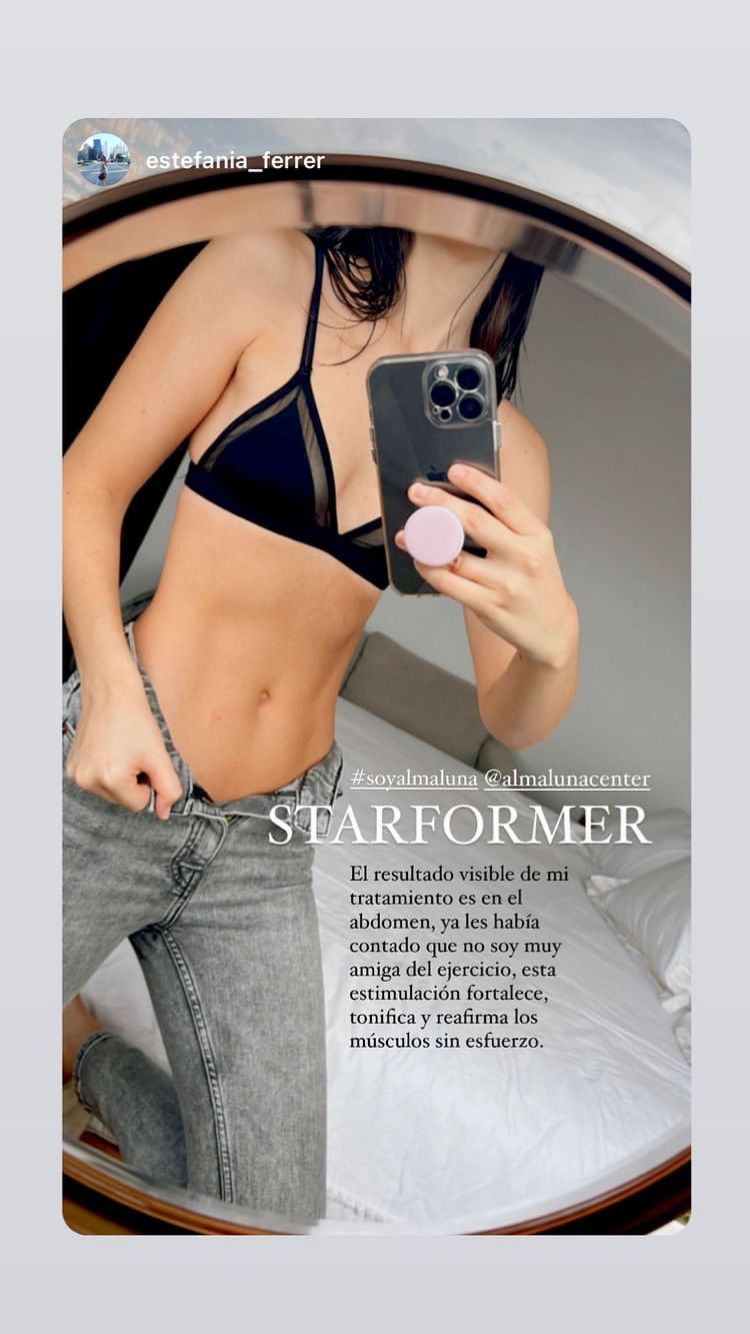 estefania_ferrer
#soyalmaluna @almalunacenter
STARFORMER
El resultado visible de mi
tratamiento es en el
abdomen, ya les había
contado que no soy muy
amiga del ejercicio, esta
estimulación fortalece,
tonifica y reafirma los
músculos sin esfuerzo.